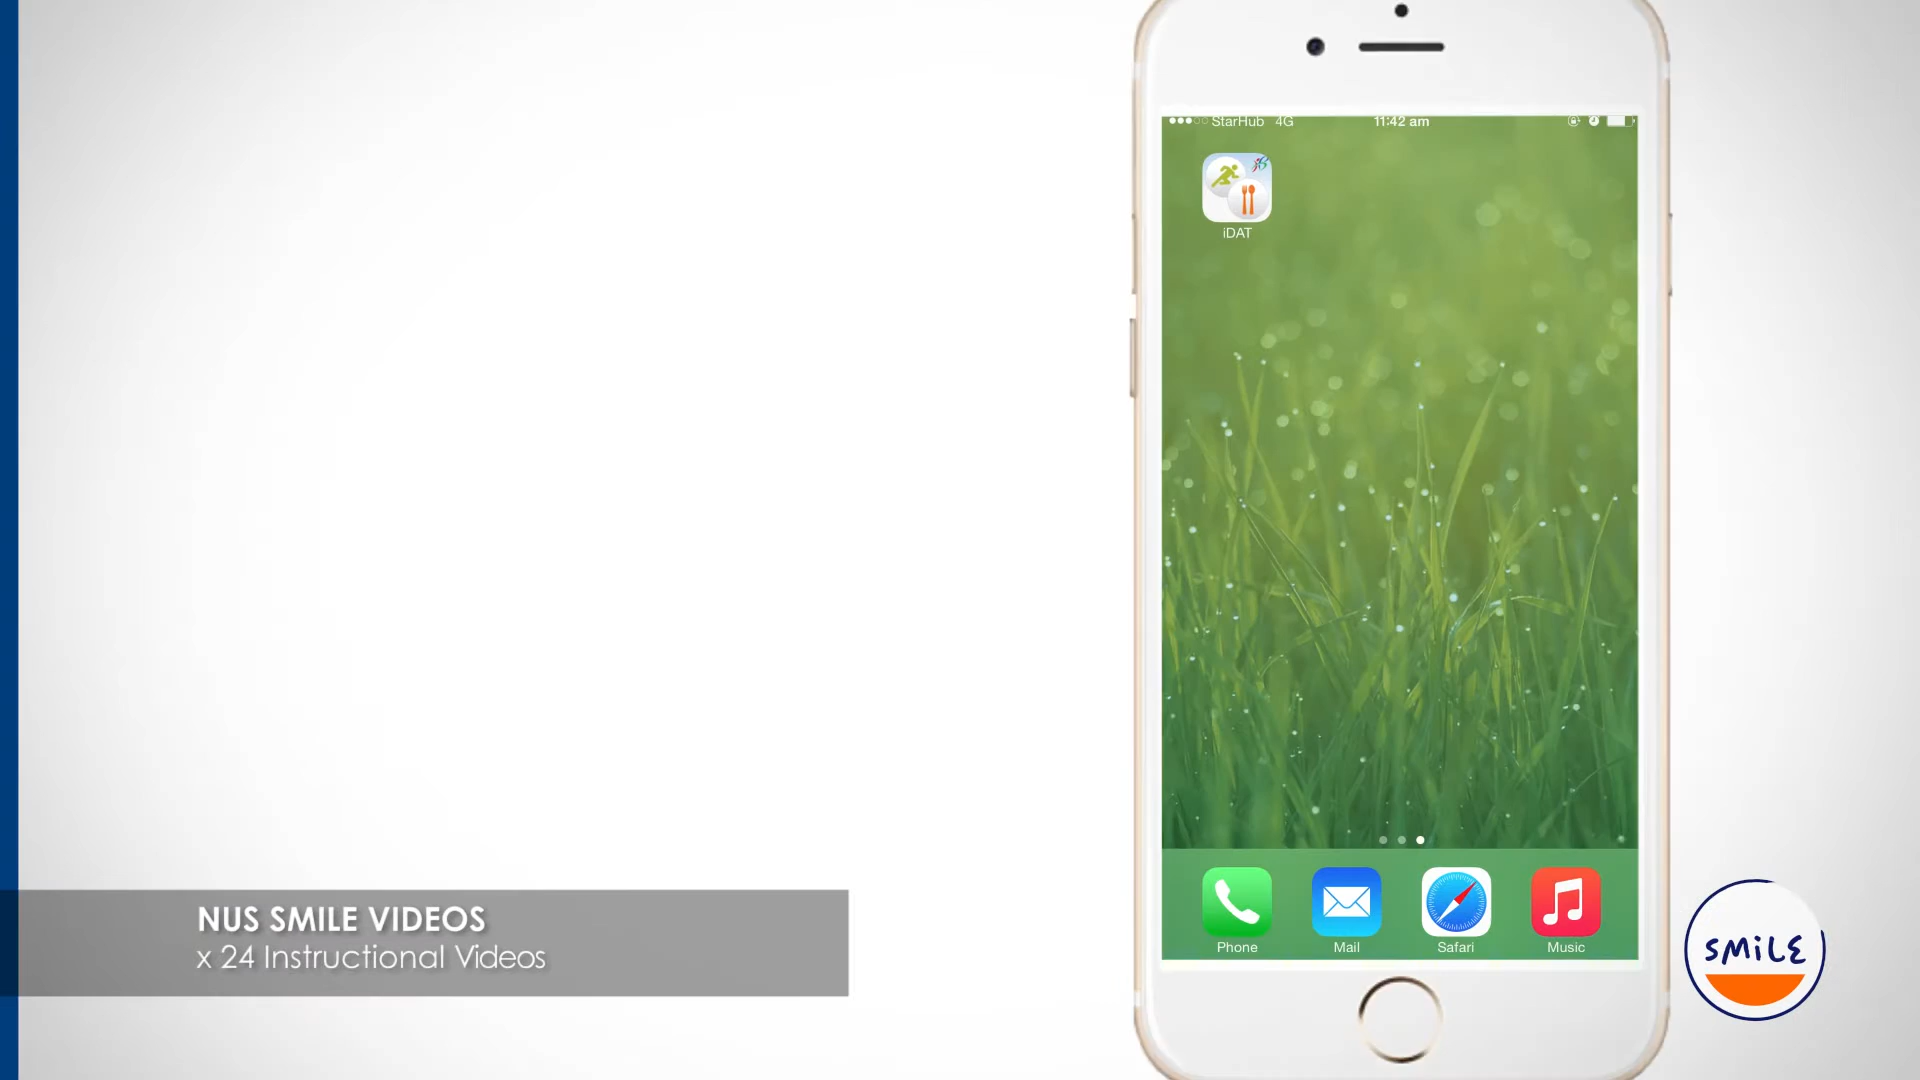 StarHub 4G 11:42 am
iDAT
Phone Mail Safari Music
NUS SMILE VIDEOS
x 24 Instructional Videos
SMiLE